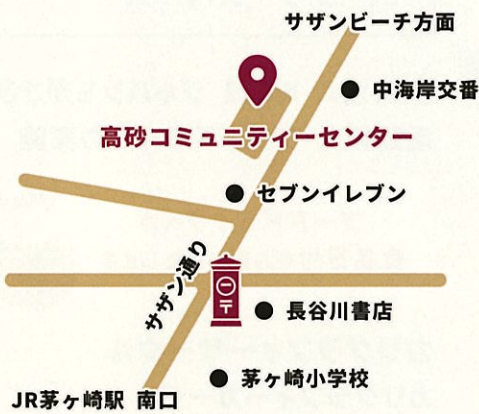 サザンビーチ方面
中海岸交番
高砂コミュニティーセンター
セブンイレブン
サザン通り
〒
長谷川書店
茅ヶ崎小学校
JR茅ヶ崎駅 南口